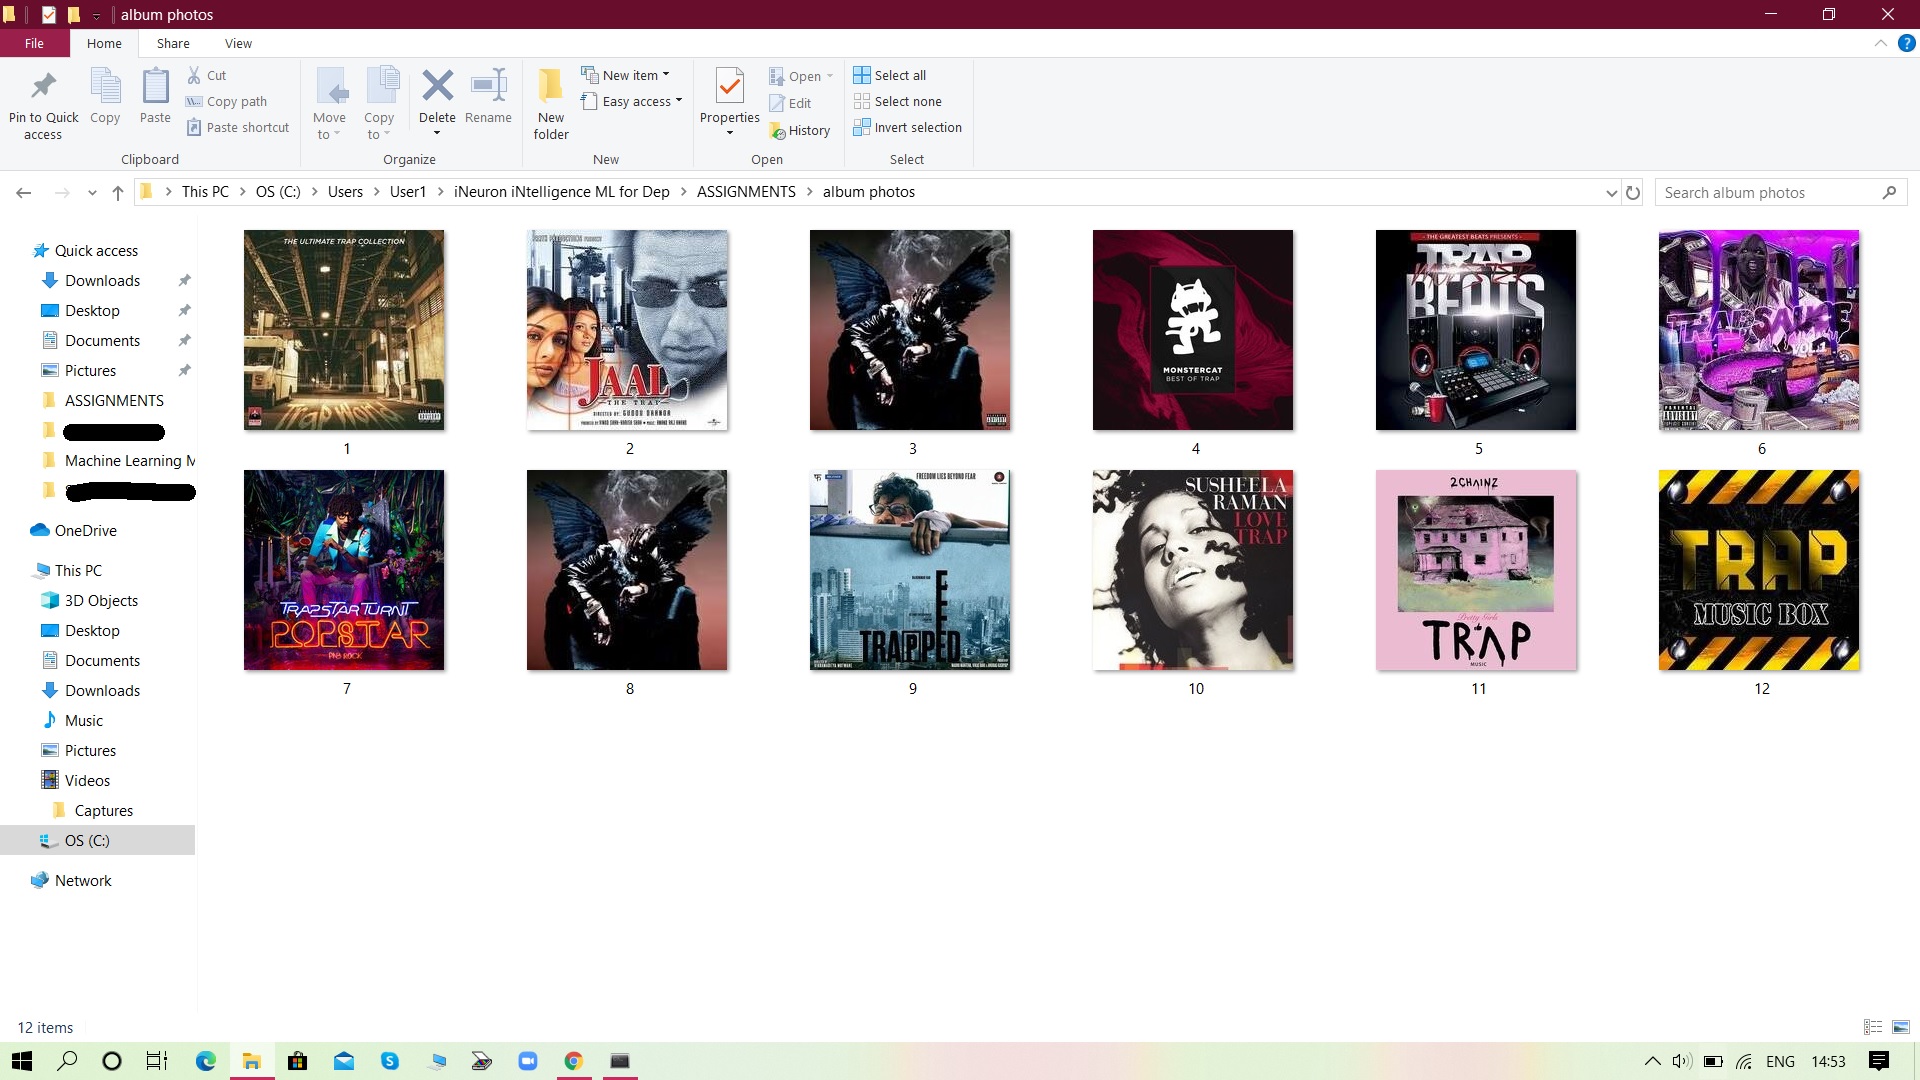 album photos
File
Home
Share
View
Pin to Quick access
Copy
Paste
Cut
Copy path
Paste shortcut
Clipboard
Move to
Copy to
Delete
Rename
Organize
New folder
New item
Easy access
New
Properties
Open
Edit
History
Open
Select all
Select none
Invert selection
Select
This PC
OS (C:)
Users
User1
iNeuron iNtelligence ML for Dep
ASSIGNMENTS
album photos
Search album photos
Quick access
Downloads
Desktop
Documents
Pictures
ASSIGNMENTS
Machine Learning M
OneDrive
This PC
3D Objects
Desktop
Documents
Downloads
Music
Pictures
Videos
Captures
OS (C:)
Network
THE ULTIMATE TRAP COLLECTION
1
JAAL
THE TRAP
2
3
MONSTERCAT
BEST OF TRAP
4
THE GREATEST BEATS PRESENTS
TRAP
BEATS
5
VOL.1
6
TRAPSTAR TURNT
POPSTAR
PNB ROCK
7
8
FREEDOM LIES BEYOND FEAR
TRAPPED
9
SUSHEELA
RAMAN
LOVE
TRAP
10
2 CHAINZ
Pretty Girls
TRAP
MUSIC
11
TRAP
MUSIC BOX
12
12 items
ENG
14:53